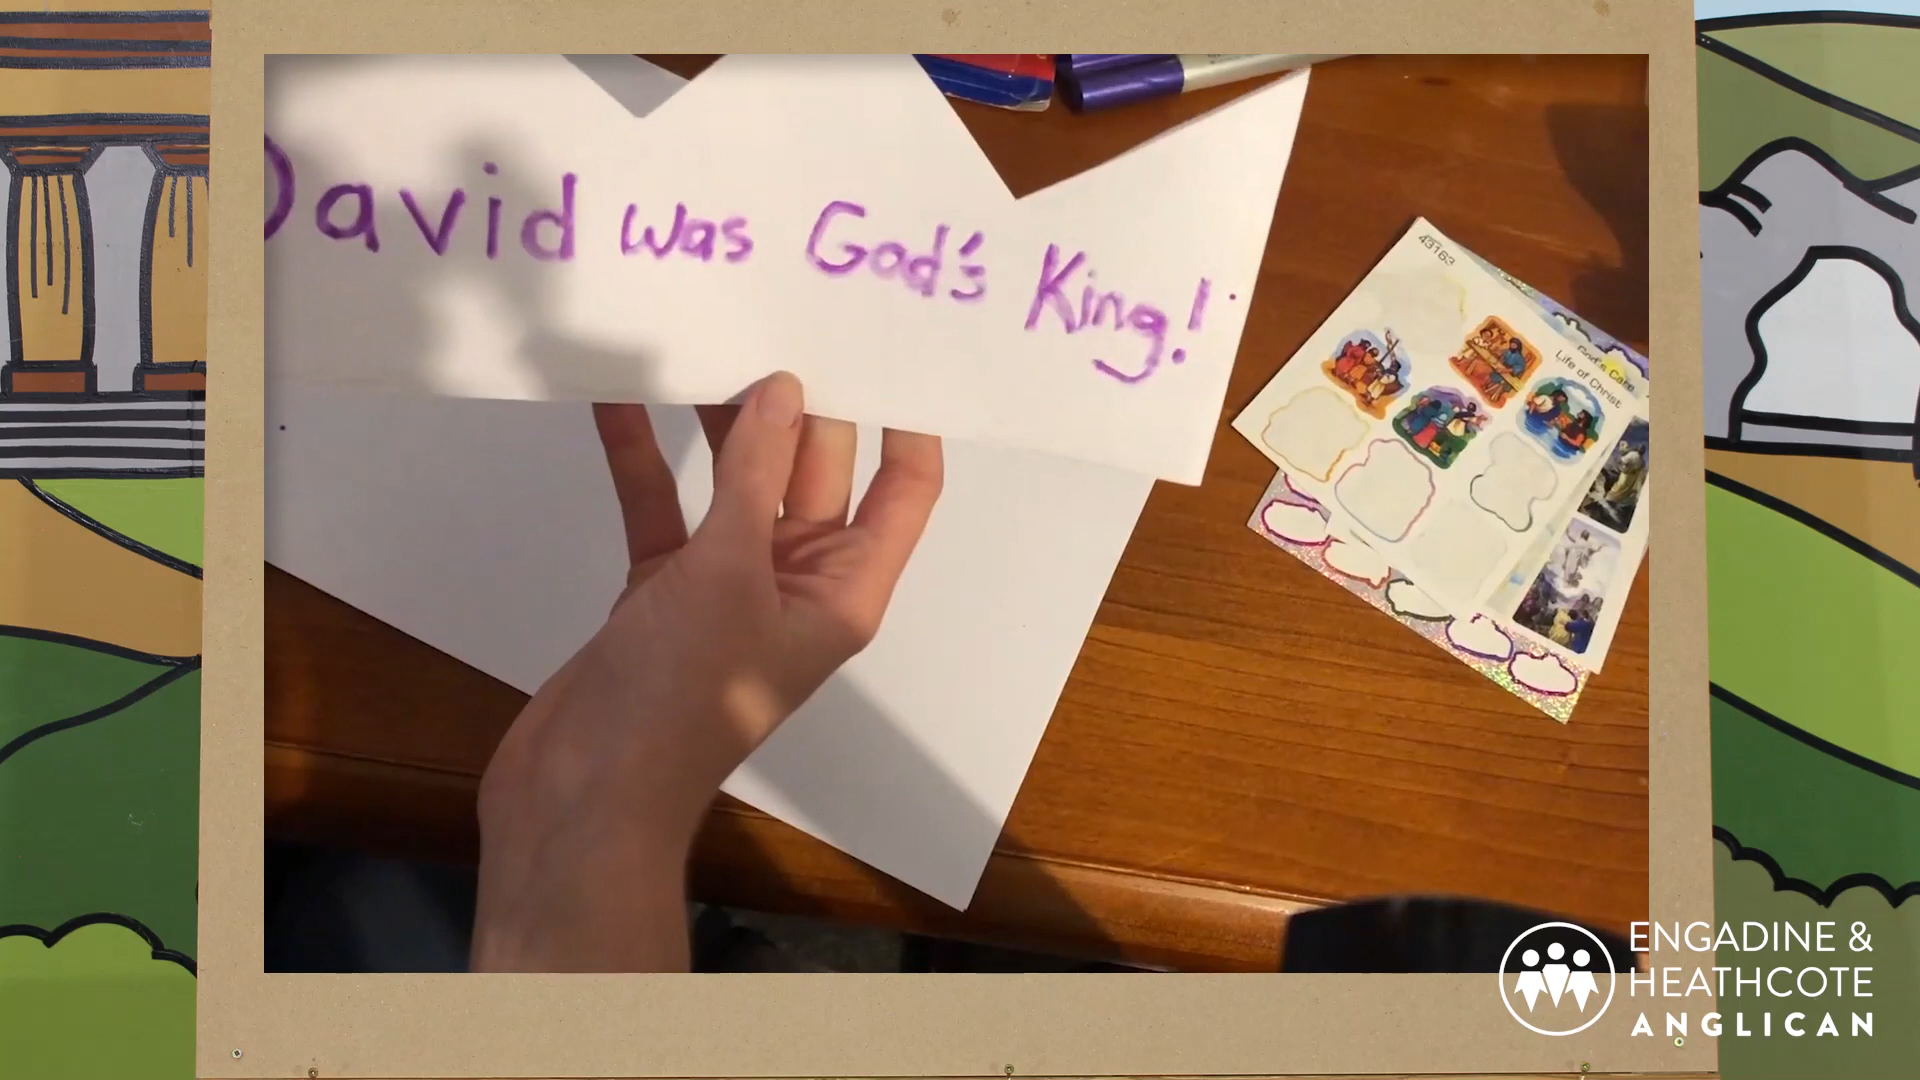 David was God's King!
43163
God's Care
Life of Christ
ENGADINE &
HEATHCOTE
ANGLICAN